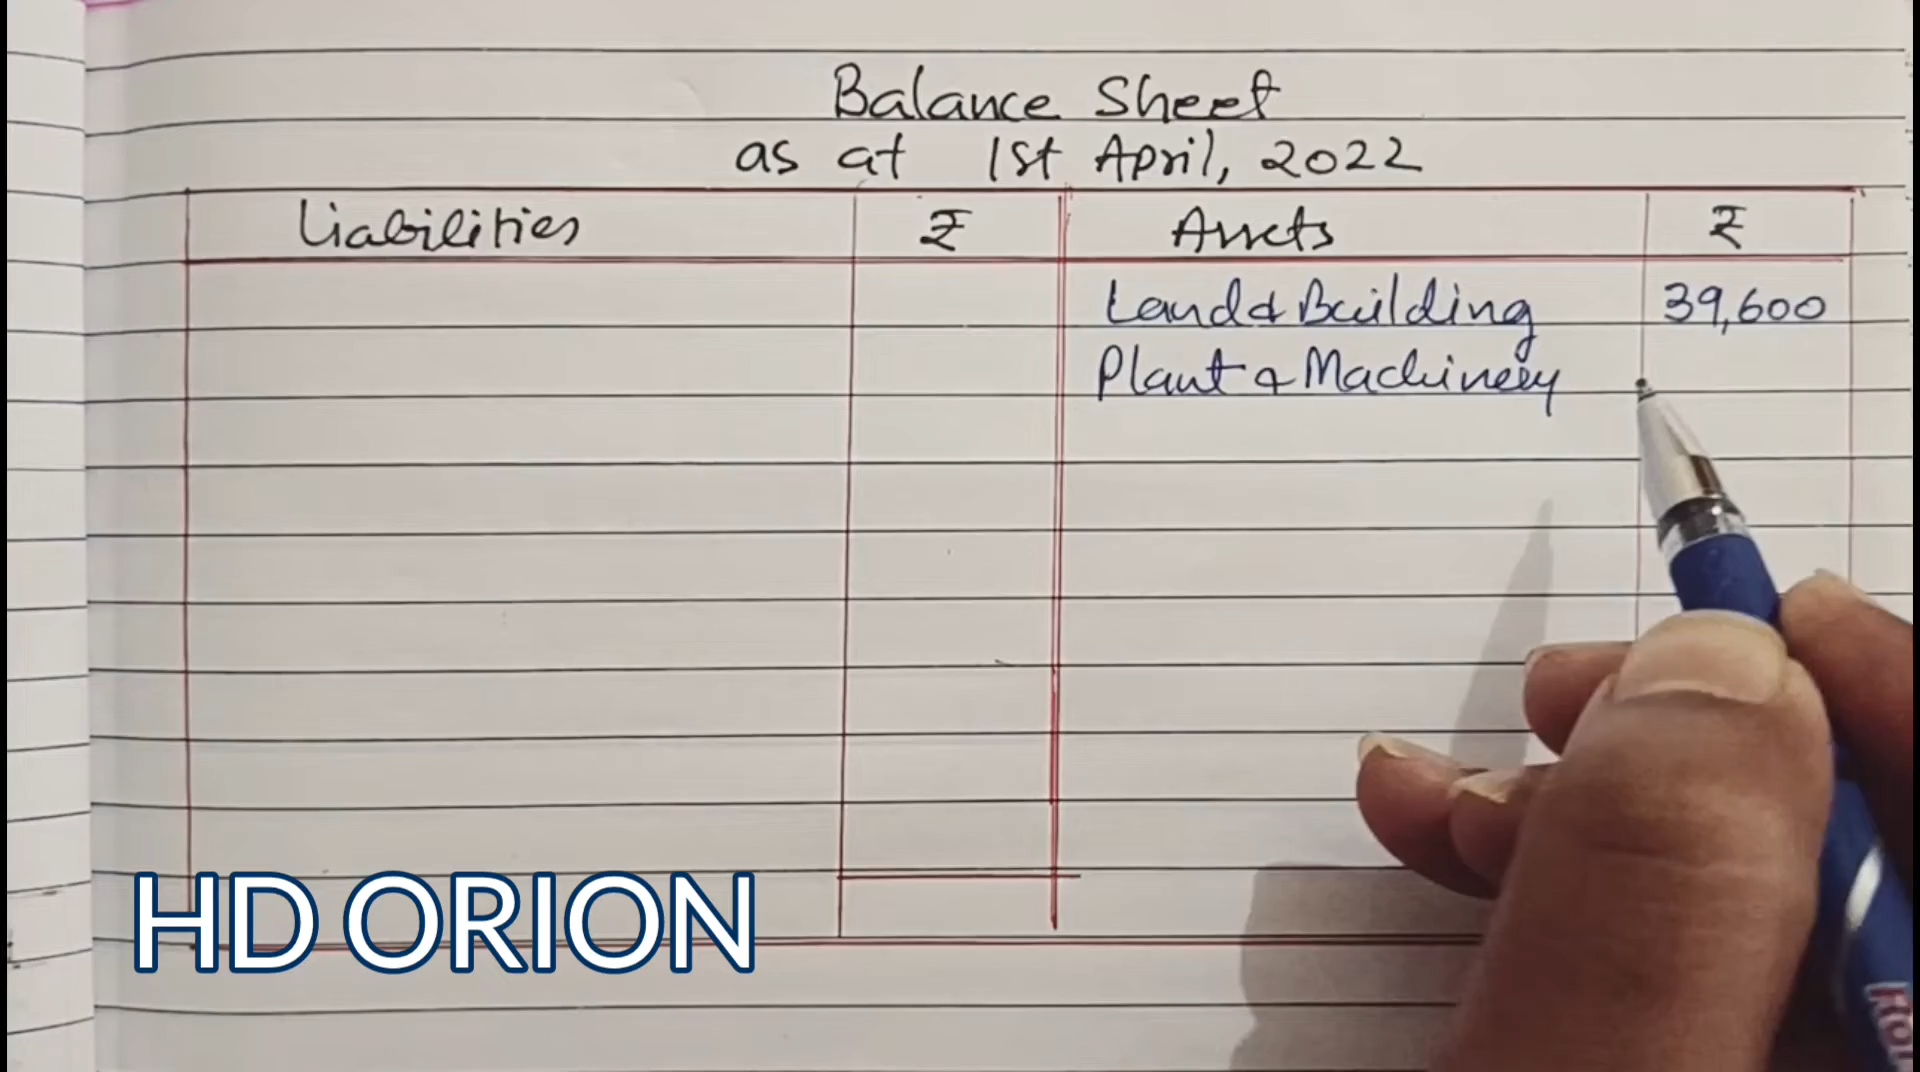 Balance Sheet
as at 1st April, 2022
Liabilities ₹ Assets ₹
Land & Building 39,600
Plant & Machinery
HD ORION